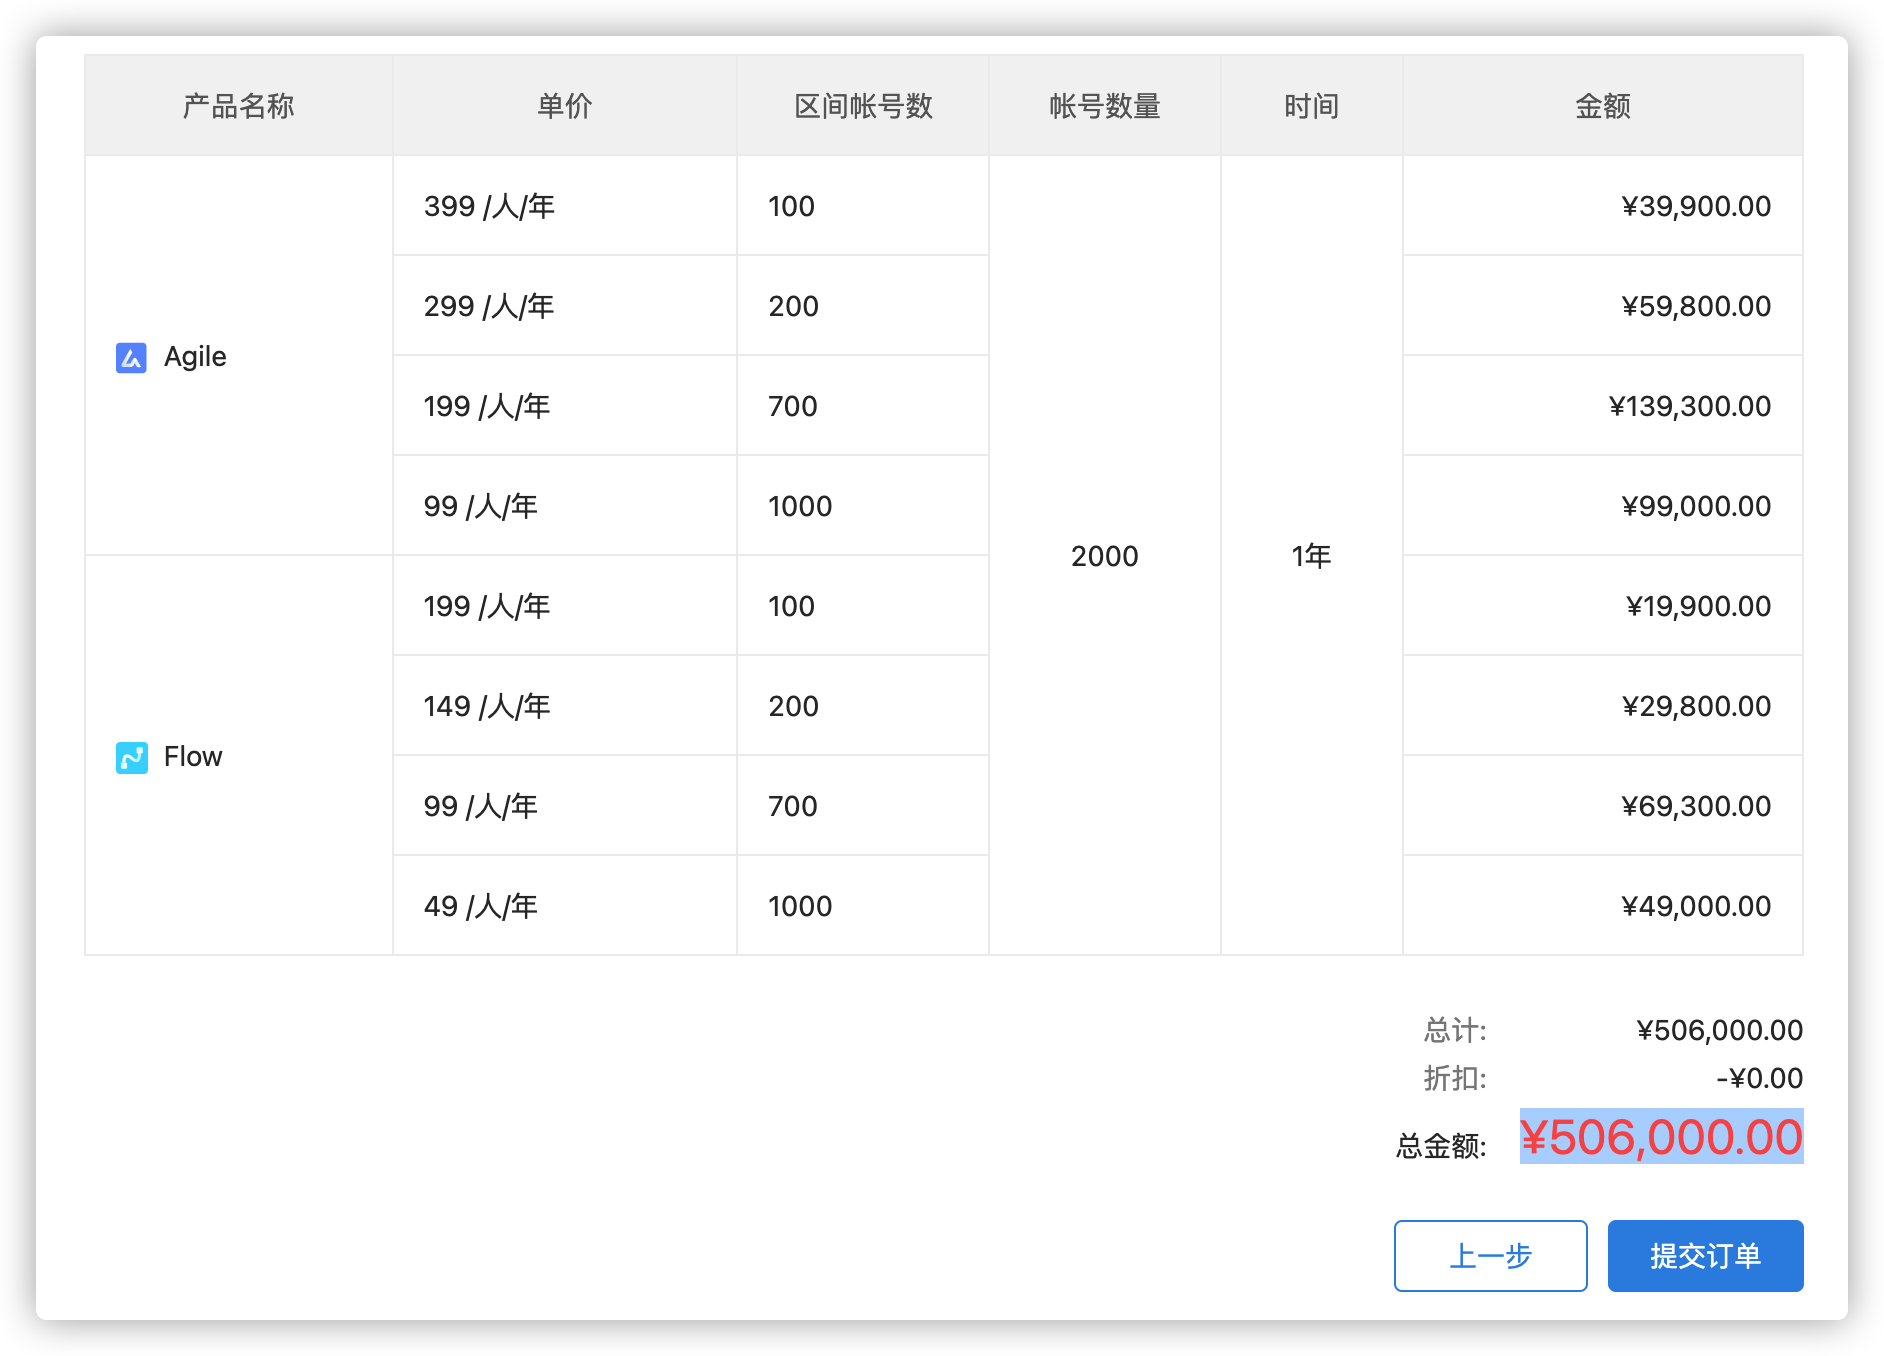 产品名称 单价 区间帐号数 帐号数量 时间 金额
399 /人/年 100 ¥39,900.00
299 /人/年 200 ¥59,800.00
Agile
199 /人/年 700 ¥139,300.00
99 /人/年 1000 ¥99,000.00
2000 1年
199 /人/年 100 ¥19,900.00
149 /人/年 200 ¥29,800.00
Flow
99 /人/年 700 ¥69,300.00
49 /人/年 1000 ¥49,000.00
总计: ¥506,000.00
折扣: -¥0.00
总金额: ¥506,000.00
上一步 提交订单